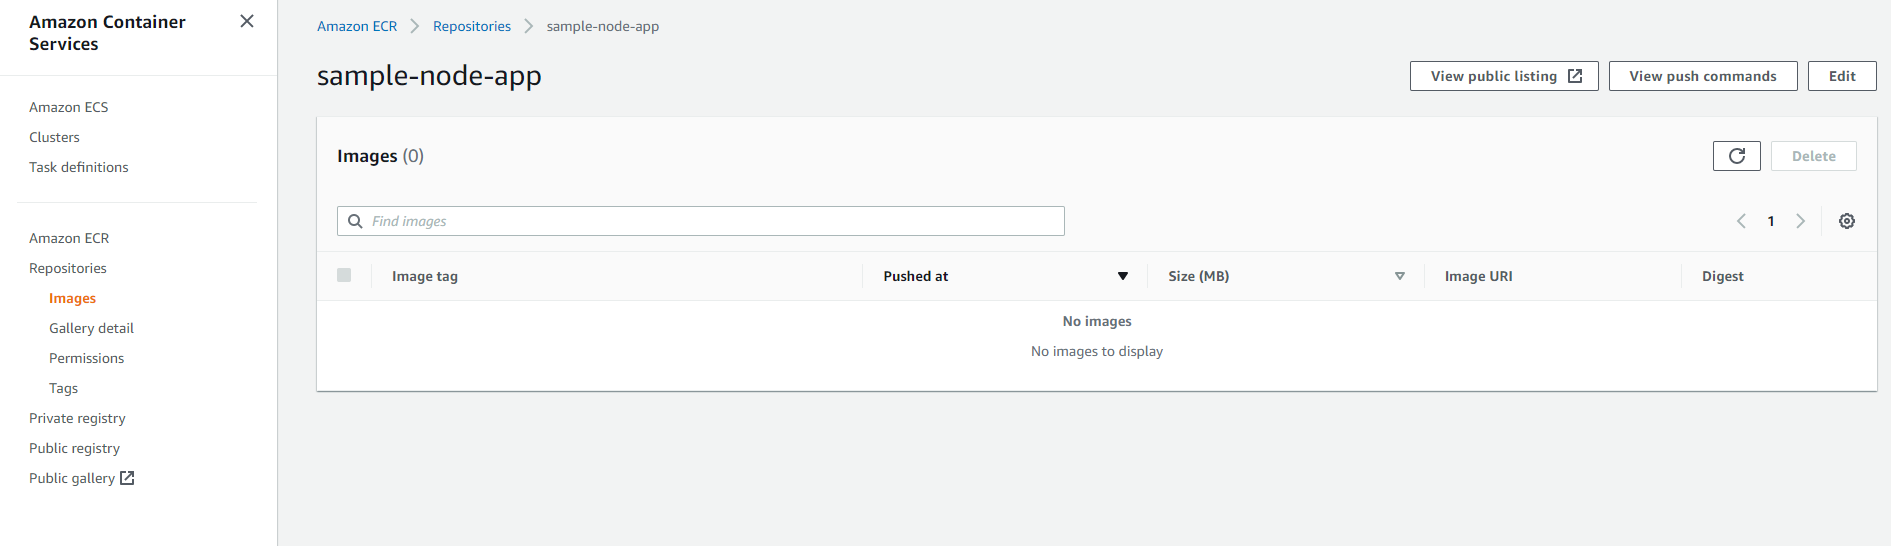 Amazon Container
Services
Amazon ECS
Clusters
Task definitions
Amazon ECR
Repositories
Images
Gallery detail
Permissions
Tags
Private registry
Public registry
Public gallery
Amazon ECR > Repositories > sample-node-app
sample-node-app
View public listing View push commands Edit
Images (0)
Delete
Find images
1
Image tag Pushed at Size (MB) Image URI Digest
No images
No images to display